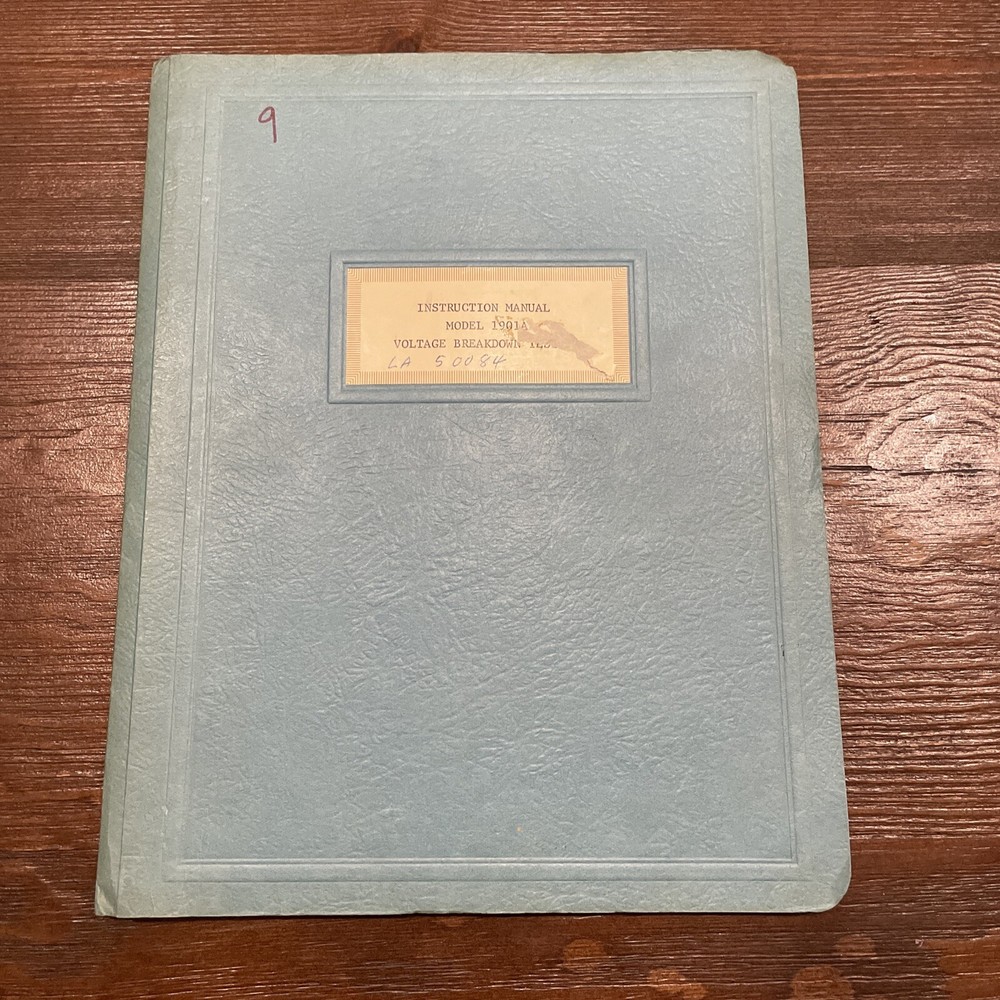 9
INSTRUCTION MANUAL
MODEL 1901A
VOLTAGE BREAKDOWN
LA 50084